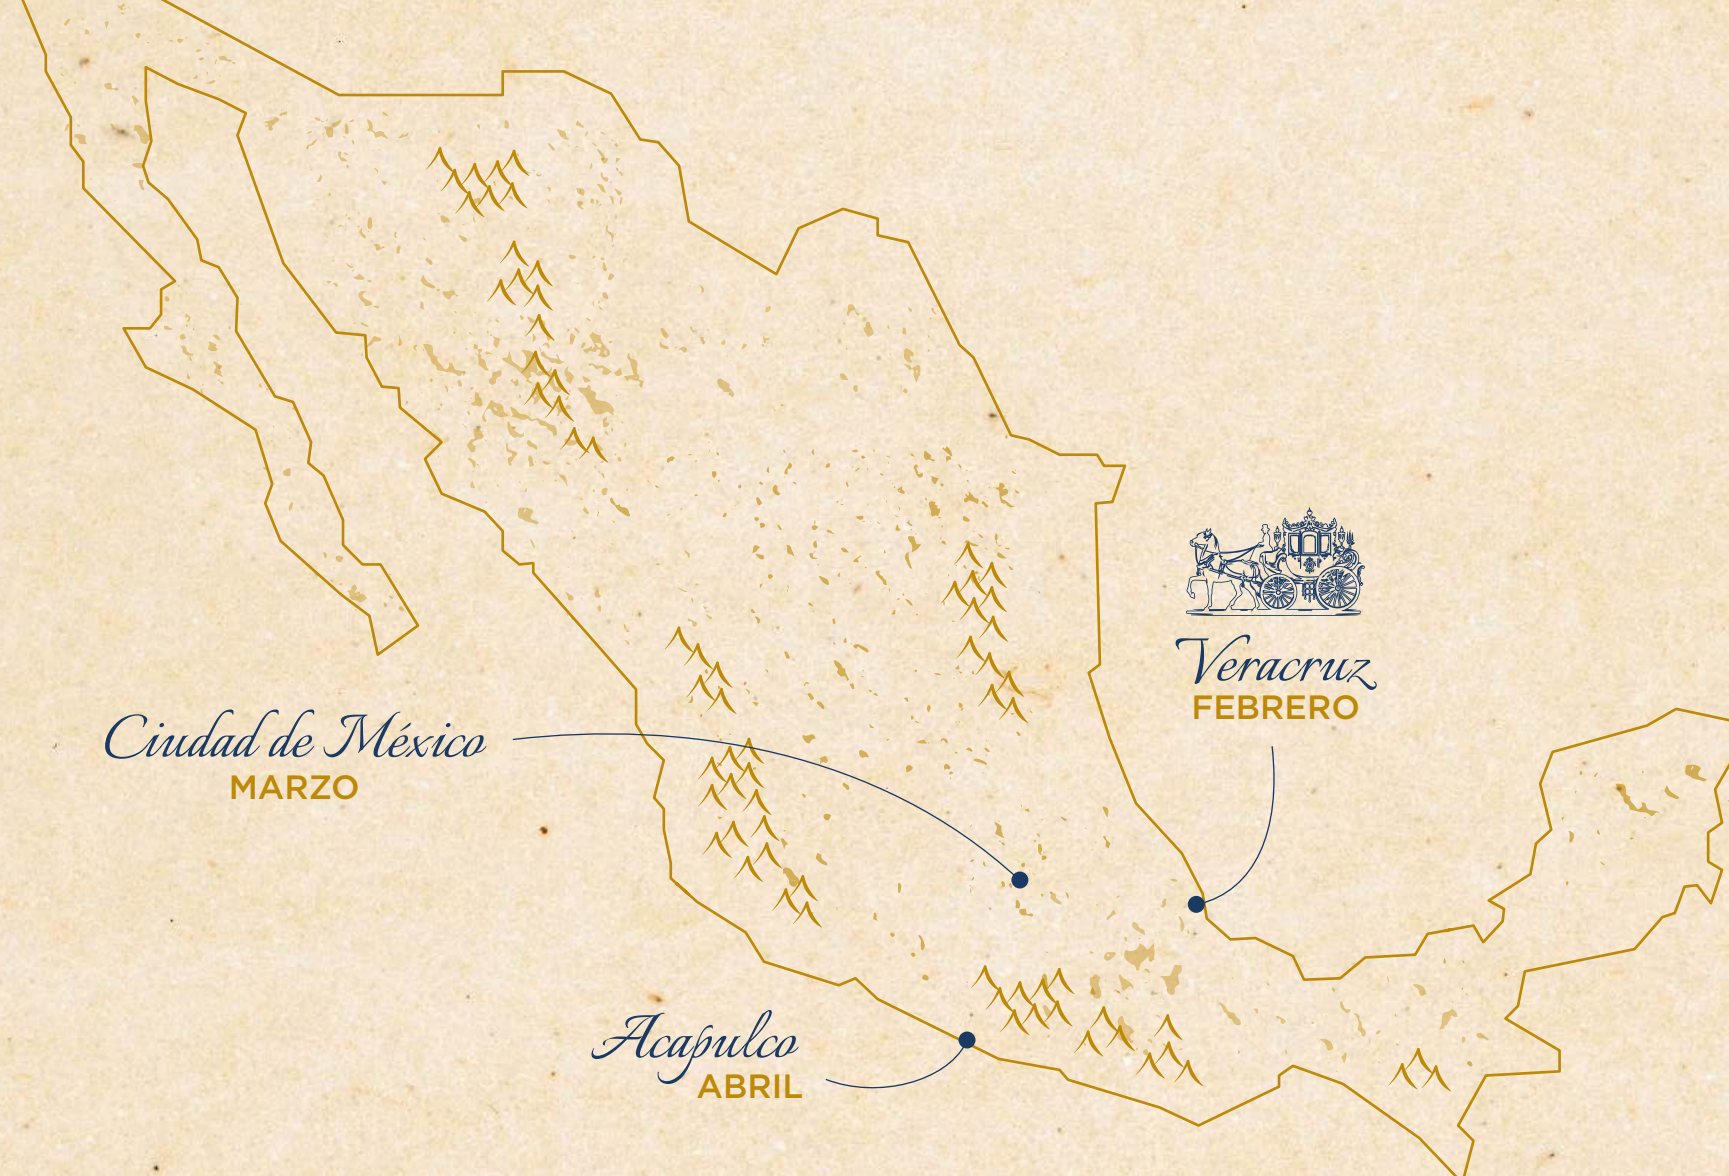 Veracruz
FEBRERO
Ciudad de México
MARZO
Acapulco
ABRIL